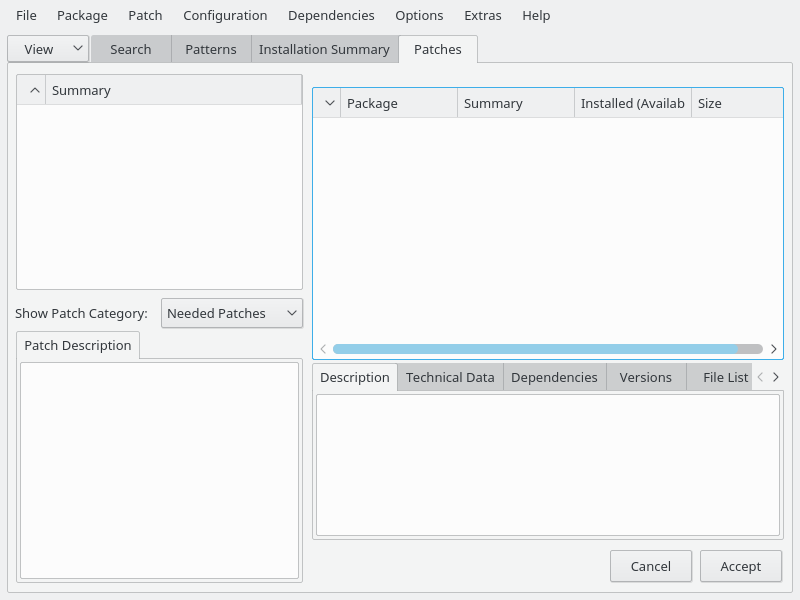 File Package Patch Configuration Dependencies Options Extras Help
View Search Patterns Installation Summary Patches
Summary
Package Summary Installed (Availab Size
Show Patch Category: Needed Patches
Patch Description
Description Technical Data Dependencies Versions File List
Cancel Accept